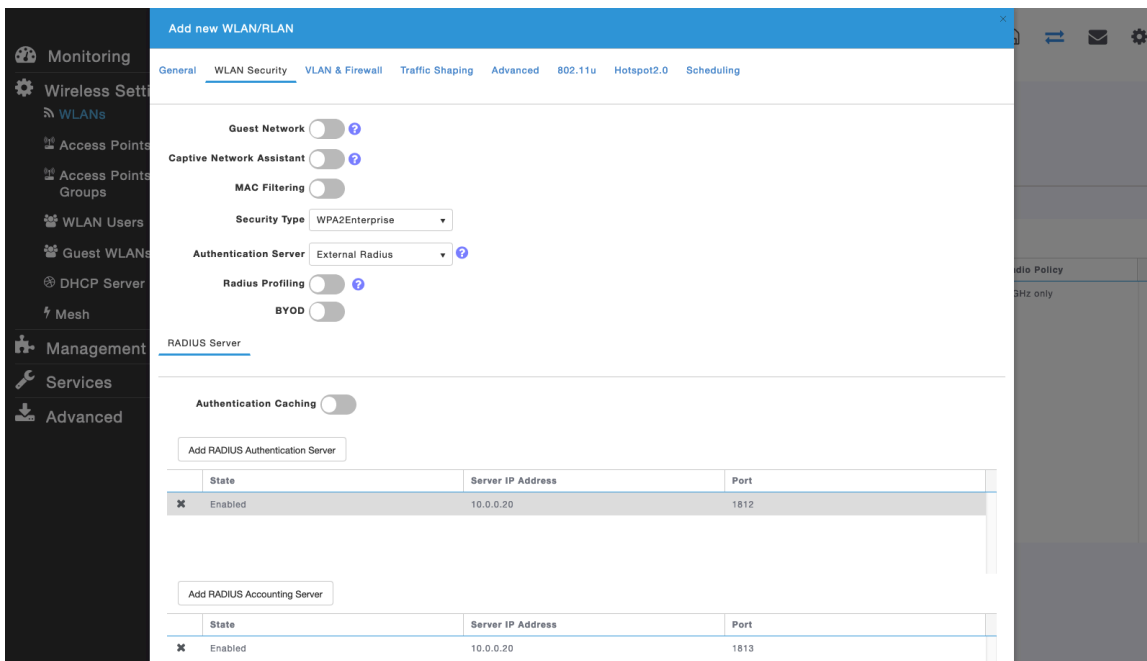 Add new WLAN/RLAN
×
Monitoring
Wireless Setti
WLANs
Access Points
Access Points
Groups
WLAN Users
Guest WLANs
DHCP Server
Mesh
Management
Services
Advanced
General WLAN Security VLAN & Firewall Traffic Shaping Advanced 802.11u Hotspot2.0 Scheduling
Guest Network ?
Captive Network Assistant ?
MAC Filtering
Security Type WPA2Enterprise
Authentication Server External Radius ?
Radius Profiling ?
BYOD
RADIUS Server
Authentication Caching
Add RADIUS Authentication Server
State Server IP Address Port
Enabled 10.0.0.20 1812
Add RADIUS Accounting Server
State Server IP Address Port
Enabled 10.0.0.20 1813
dio Policy
GHz only